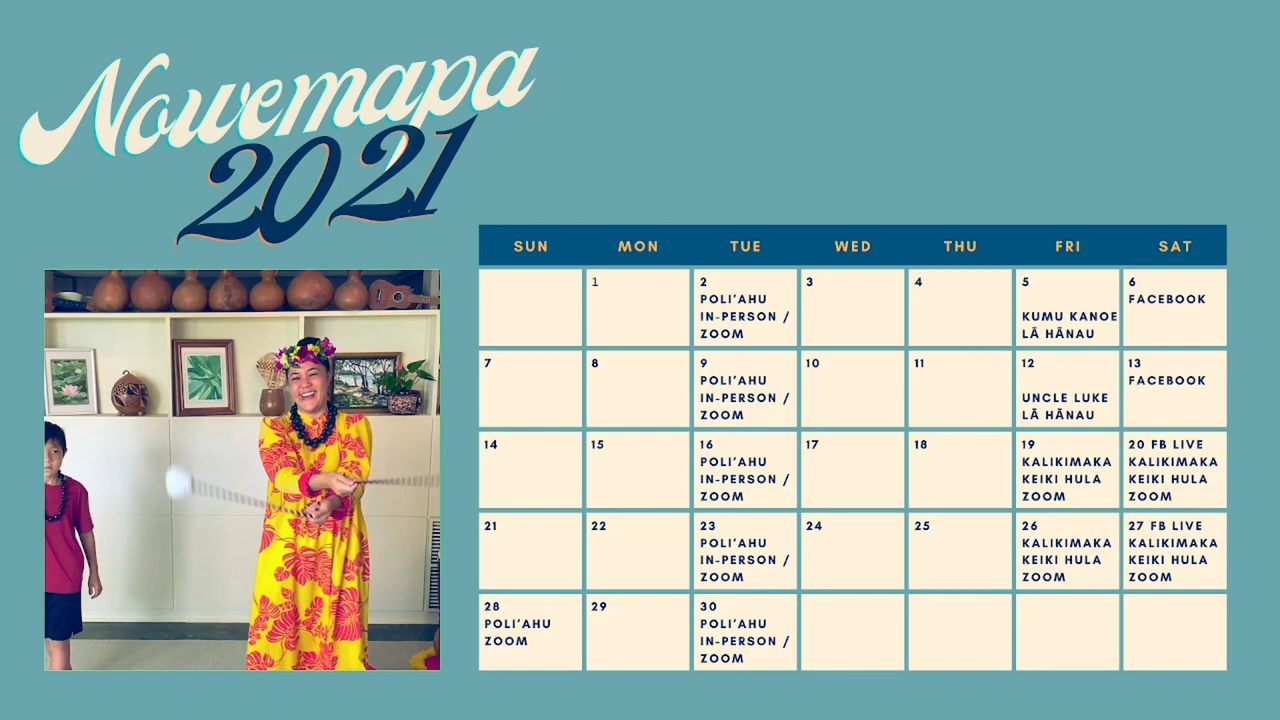 Nowemapa
2021
SUN MON TUE WED THU FRI SAT
1
2
POLI'AHU
IN-PERSON /
ZOOM
3
4
5
KUMU KANOE
LĀ HĀNAU
6
FACEBOOK
7
8
9
POLI'AHU
IN-PERSON /
ZOOM
10
11
12
UNCLE LUKE
LĀ HĀNAU
13
FACEBOOK
14
15
16
POLI'AHU
IN-PERSON /
ZOOM
17
18
19
KALIKIMAKA
KEIKI HULA
ZOOM
20 FB LIVE
KALIKIMAKA
KEIKI HULA
ZOOM
21
22
23
POLI'AHU
IN-PERSON /
ZOOM
24
25
26
KALIKIMAKA
KEIKI HULA
ZOOM
27 FB LIVE
KALIKIMAKA
KEIKI HULA
ZOOM
28
POLI'AHU
ZOOM
29
30
POLI'AHU
IN-PERSON /
ZOOM